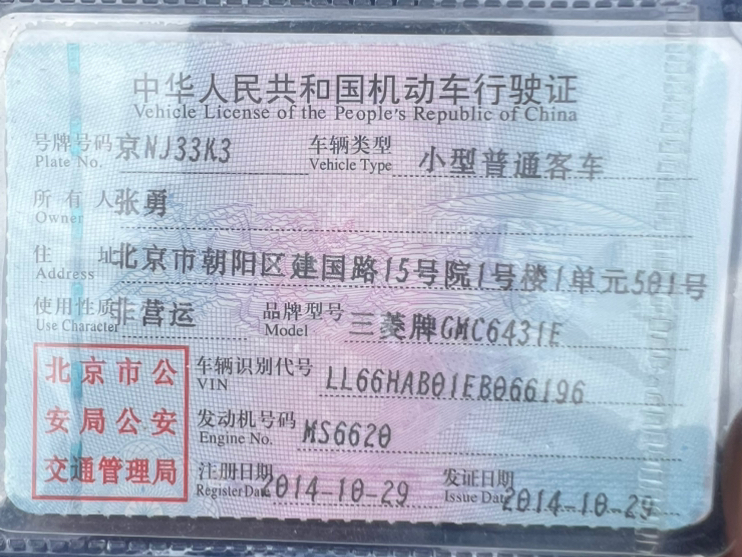 中华人民共和国机动车行驶证
Vehicle License of the People's Republic of China
号牌号码 京NJ33K3 车辆类型 小型普通客车
Plate No. Vehicle Type
所有人 张勇
Owner
住址 北京市朝阳区建国路15号院1号楼1单元501号
Address
使用性质 非营运 品牌型号 三菱牌GMC6431E
Use Character Model
北京市公
安局公安
交通管理局
车辆识别代号 LL66HAB01EB066196
VIN
发动机号码 MS6620
Engine No.
注册日期 2014-10-29 发证日期 2014-10-29
Register Date Issue Date